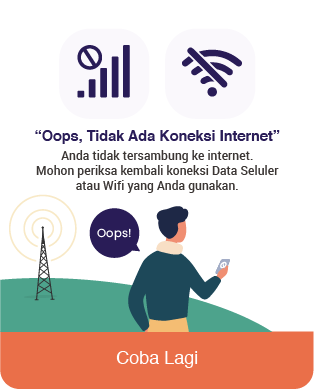 “Oops, Tidak Ada Koneksi Internet”
Anda tidak tersambung ke internet.
Mohon periksa kembali koneksi Data Seluler
atau Wifi yang Anda gunakan.
Oops!
Coba Lagi